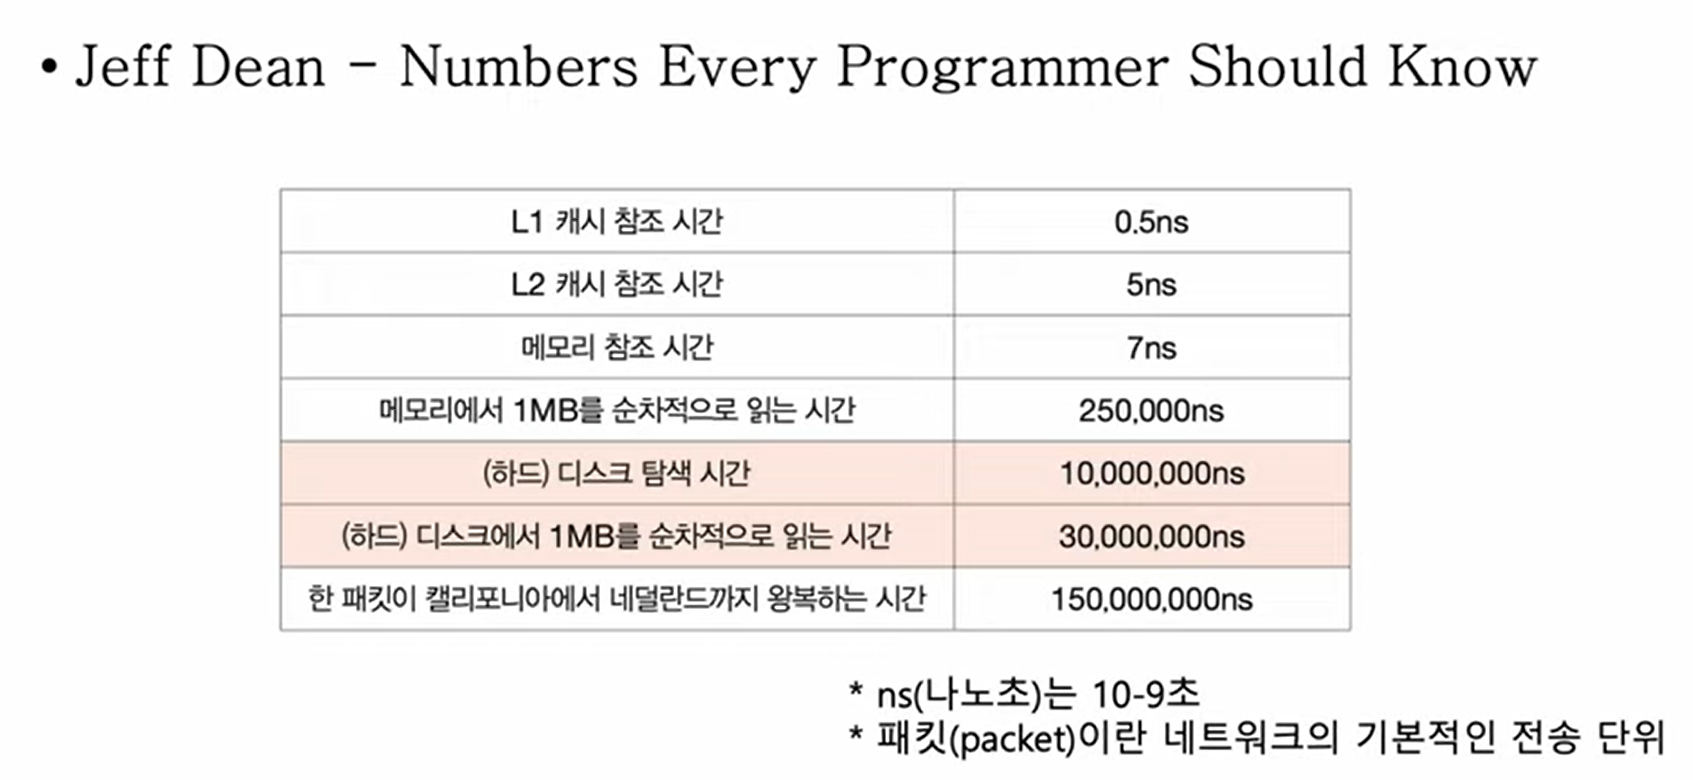 • Jeff Dean - Numbers Every Programmer Should Know
L1 캐시 참조 시간 0.5ns
L2 캐시 참조 시간 5ns
메모리 참조 시간 7ns
메모리에서 1MB를 순차적으로 읽는 시간 250,000ns
(하드) 디스크 탐색 시간 10,000,000ns
(하드) 디스크에서 1MB를 순차적으로 읽는 시간 30,000,000ns
한 패킷이 캘리포니아에서 네덜란드까지 왕복하는 시간 150,000,000ns
* ns(나노초)는 10-9초
* 패킷(packet)이란 네트워크의 기본적인 전송 단위